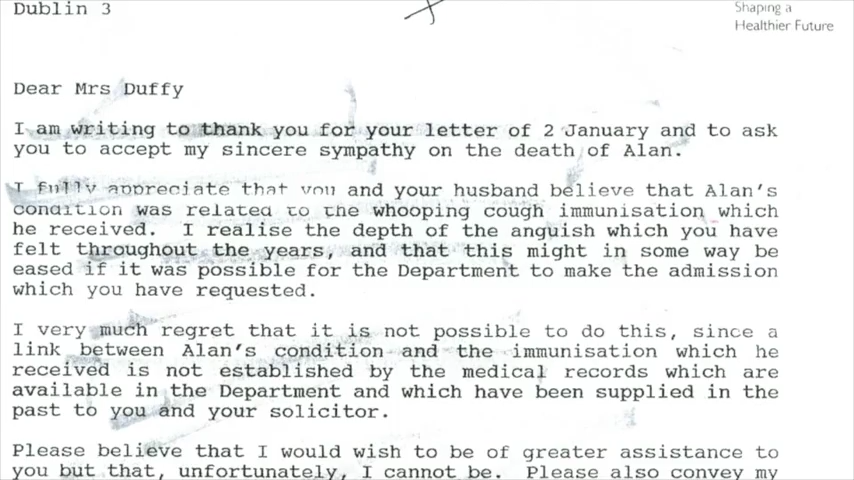 Dublin 3
Shaping a
Healthier Future
Dear Mrs Duffy
I am writing to thank you for your letter of 2 January and to ask
you to accept my sincere sympathy on the death of Alan.
I fully appreciate that you and your husband believe that Alan's
condition was related to the whooping cough immunisation which
he received. I realise the depth of the anguish which you have
felt throughout the years, and that this might in some way be
eased if it was possible for the Department to make the admission
which you have requested.
I very much regret that it is not possible to do this, since a
link between Alan's condition and the immunisation which he
received is not established by the medical records which are
available in the Department and which have been supplied in the
past to you and your solicitor.
Please believe that I would wish to be of greater assistance to
you but that, unfortunately, I cannot be. Please also convey my